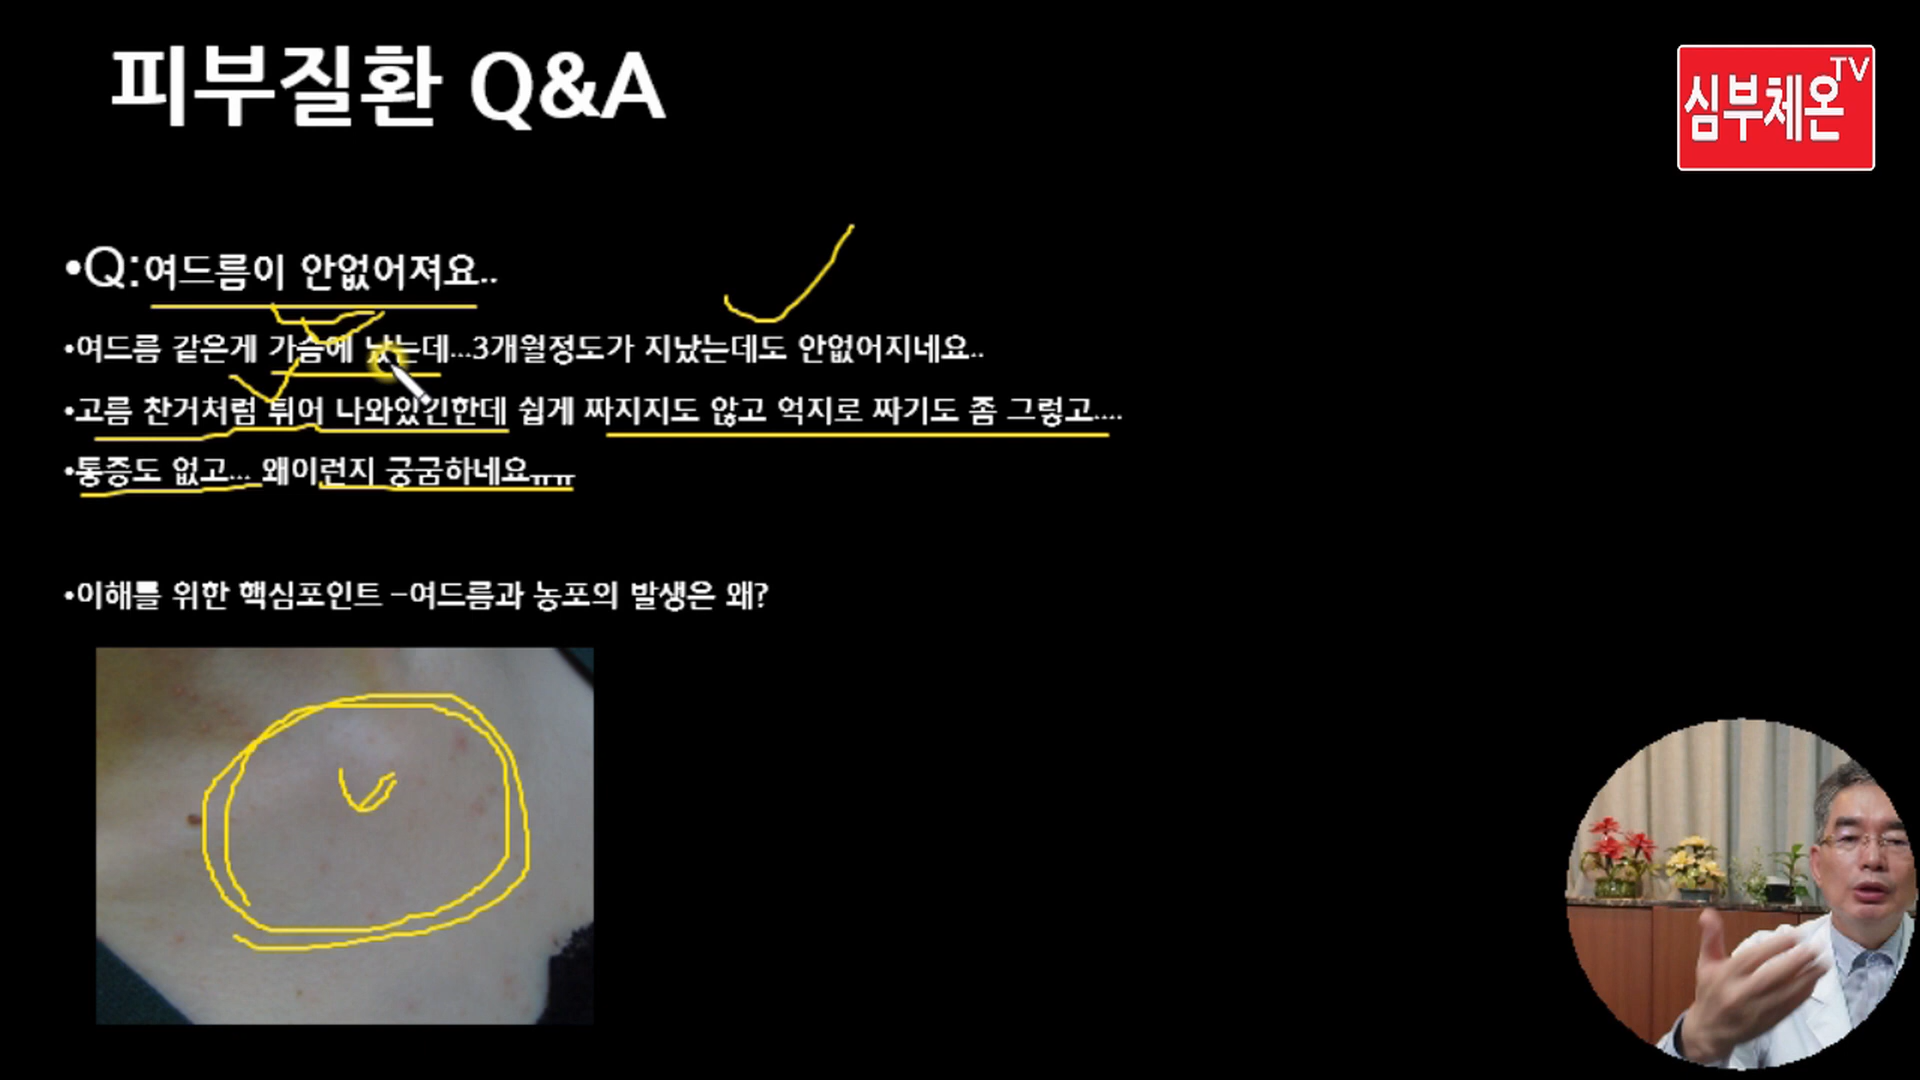 피부질환 Q&A
심부체온TV
•Q:여드름이 안없어져요..
•여드름 같은게 가슴에 났는데...3개월정도가 지났는데도 안없어지네요..
•고름 찬거처럼 튀어 나와있긴한데 쉽게 짜지지도 않고 억지로 짜기도 좀 그렇고....
•통증도 없고... 왜이런지 궁굼하네요ㅠㅠ
•이해를 위한 핵심포인트 –여드름과 농포의 발생은 왜?